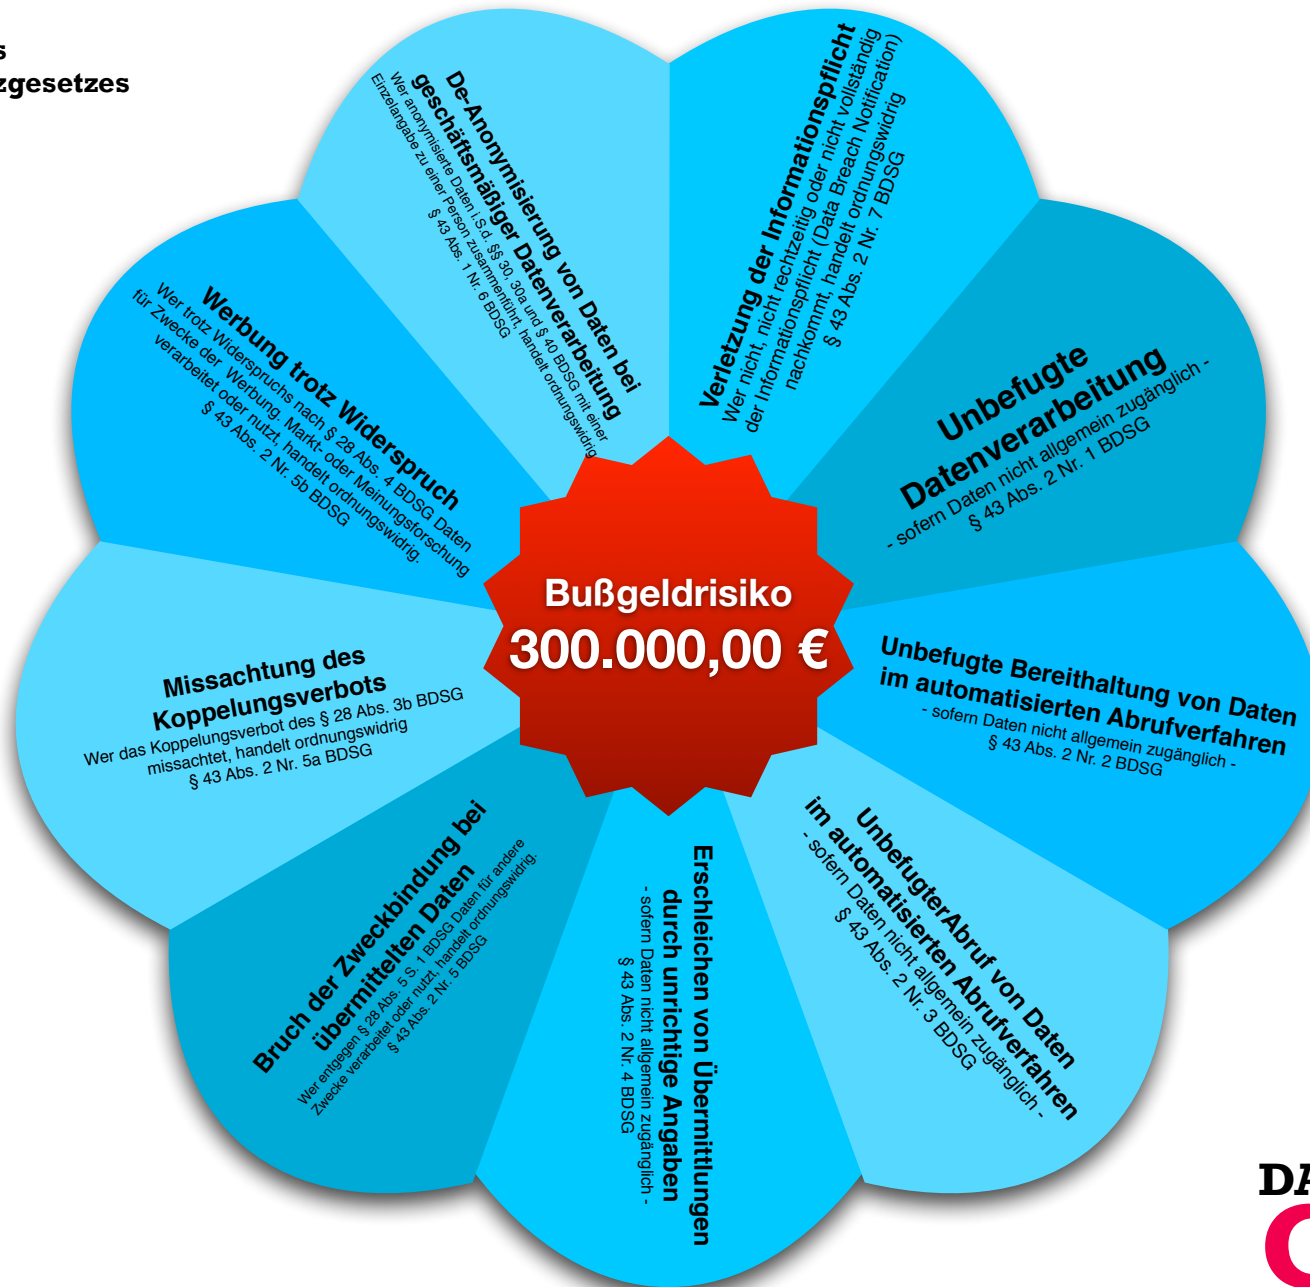 s
zgesetzes
Verletzung der Informationspflicht
Wer nicht, nicht rechtzeitig oder nicht vollständig
der Informationspflicht (Data Breach Notification)
nachkommt, handelt ordnungswidrig
§ 43 Abs. 2 Nr. 7 BDSG
Unbefugte
Datenverarbeitung
- sofern Daten nicht allgemein zugänglich -
§ 43 Abs. 2 Nr. 1 BDSG
Unbefugte Bereithaltung von Daten
im automatisierten Abrufverfahren
- sofern Daten nicht allgemein zugänglich -
§ 43 Abs. 2 Nr. 2 BDSG
Unbefugter Abruf von Daten
im automatisierten Abrufverfahren
- sofern Daten nicht allgemein zugänglich -
§ 43 Abs. 2 Nr. 3 BDSG
Erschleichen von Übermittlungen
durch unrichtige Angaben
- sofern Daten nicht allgemein zugänglich -
§ 43 Abs. 2 Nr. 4 BDSG
Bruch der Zweckbindung bei
übermittelten Daten
Wer entgegen § 28 Abs. 5 S. 1 BDSG Daten für andere
Zwecke verarbeitet oder nutzt, handelt ordnungswidrig.
§ 43 Abs. 2 Nr. 5 BDSG
Missachtung des
Koppelungsverbots
Wer das Koppelungsverbot des § 28 Abs. 3b BDSG
missachtet, handelt ordnungswidrig
§ 43 Abs. 2 Nr. 5a BDSG
Werbung trotz Widerspruch
Wer trotz Widerspruchs nach § 28 Abs. 4 BDSG Daten
für Zwecke der Werbung, Markt- oder Meinungsforschung
verarbeitet oder nutzt, handelt ordnungswidrig.
§ 43 Abs. 2 Nr. 5b BDSG
De-Anonymisierung von Daten bei
geschäftsmäßiger Datenverarbeitung
Wer anonymisierte Daten i.S.d. §§ 30, 30a und § 40 BDSG mit einer
Einzelangabe zu einer Person zusammenführt, handelt ordnungswidrig
§ 43 Abs. 1 Nr. 6 BDSG
Bußgeldrisiko
300.000,00 €
DA